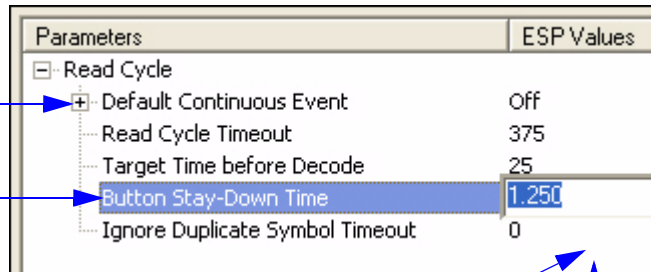 Parameters ESP Values
Read Cycle
Default Continuous Event Off
Read Cycle Timeout 375
Target Time before Decode 25
Button Stay-Down Time 1.250
Ignore Duplicate Symbol Timeout 0